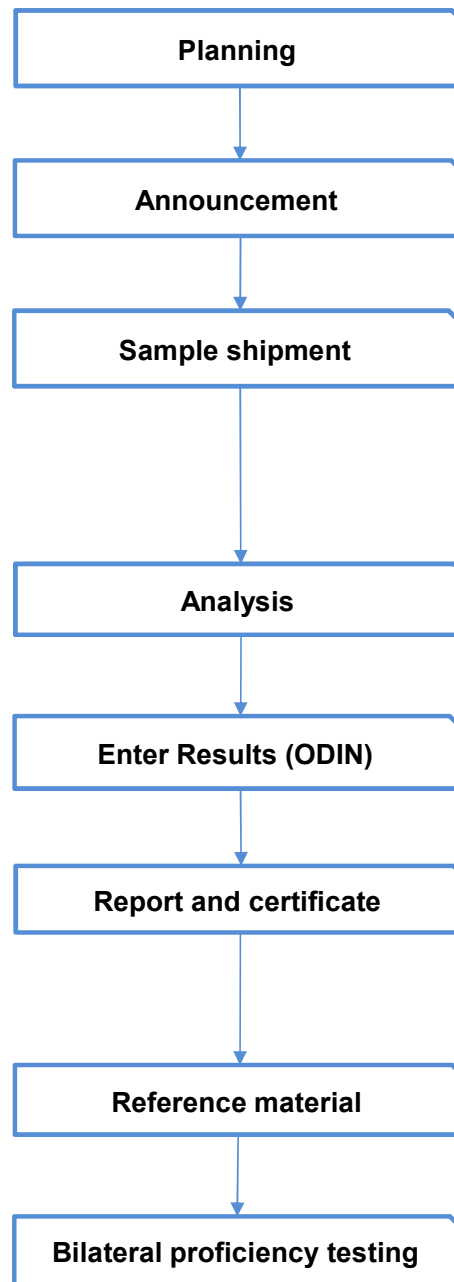 Planning
Announcement
Sample shipment
Analysis
Enter Results (ODIN)
Report and certificate
Reference material
Bilateral proficiency testing